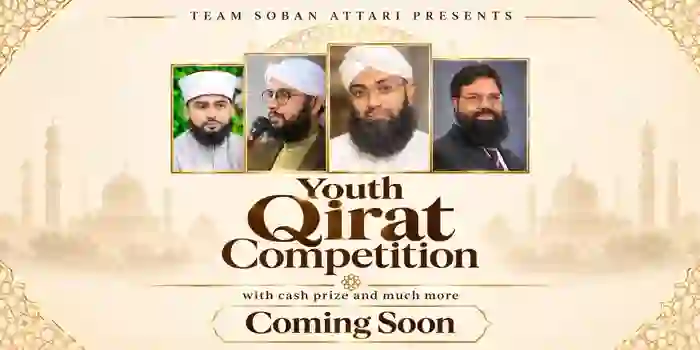 TEAM SOBAN ATTARI PRESENTS
Youth
Qirat
Competition
with cash prize and much more
Coming Soon